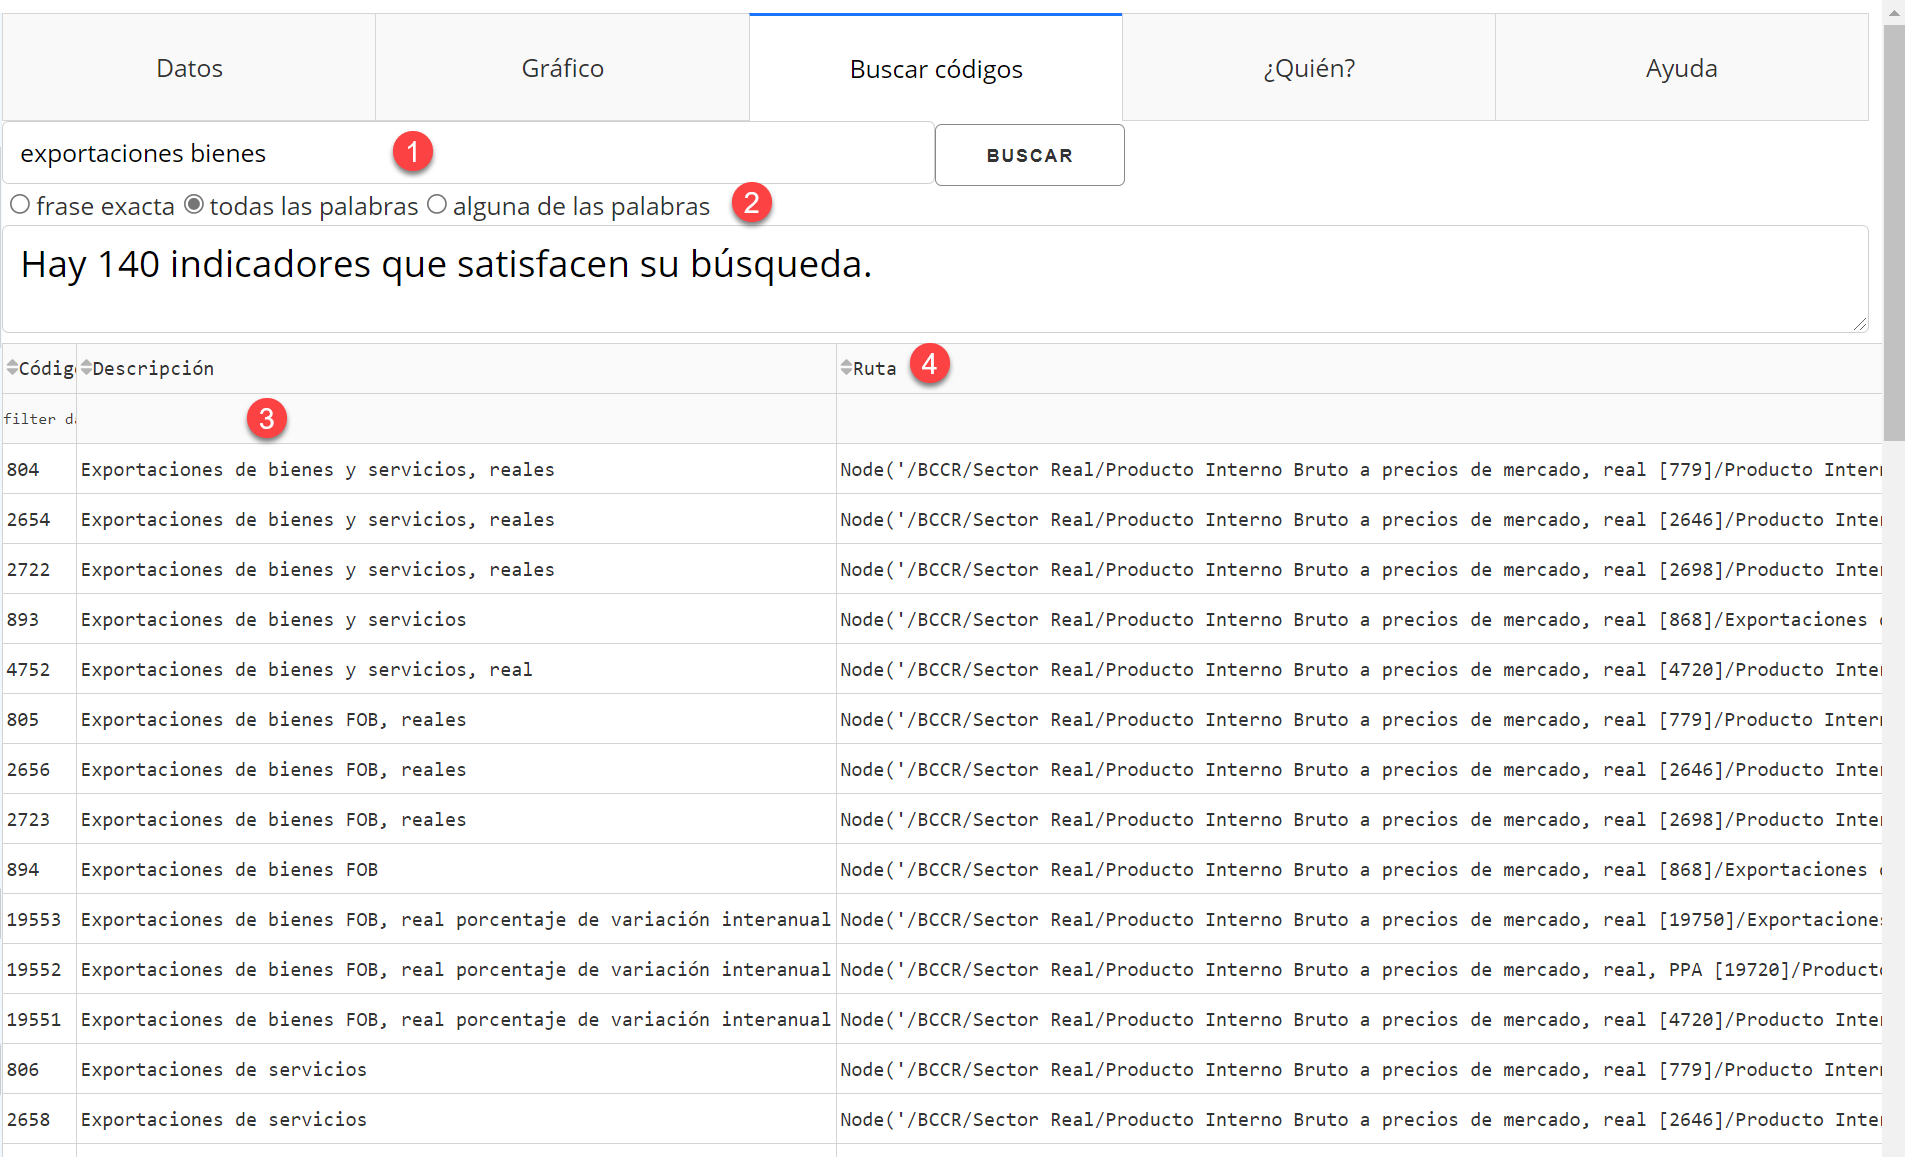 Datos Gráfico Buscar códigos ¿Quién? Ayuda
exportaciones bienes 1 BUSCAR
frase exacta todas las palabras alguna de las palabras 2
Hay 140 indicadores que satisfacen su búsqueda.
Código Descripción Ruta 4
filter da 3
804 Exportaciones de bienes y servicios, reales Node('/BCCR/Sector Real/Producto Interno Bruto a precios de mercado, real [779]/Producto Intern
2654 Exportaciones de bienes y servicios, reales Node('/BCCR/Sector Real/Producto Interno Bruto a precios de mercado, real [2646]/Producto Inter
2722 Exportaciones de bienes y servicios, reales Node('/BCCR/Sector Real/Producto Interno Bruto a precios de mercado, real [2698]/Producto Inter
893 Exportaciones de bienes y servicios Node('/BCCR/Sector Real/Producto Interno Bruto a precios de mercado, real [868]/Exportaciones
4752 Exportaciones de bienes y servicios, real Node('/BCCR/Sector Real/Producto Interno Bruto a precios de mercado, real [4720]/Producto Inter
805 Exportaciones de bienes FOB, reales Node('/BCCR/Sector Real/Producto Interno Bruto a precios de mercado, real [779]/Producto Intern
2656 Exportaciones de bienes FOB, reales Node('/BCCR/Sector Real/Producto Interno Bruto a precios de mercado, real [2646]/Producto Inter
2723 Exportaciones de bienes FOB, reales Node('/BCCR/Sector Real/Producto Interno Bruto a precios de mercado, real [2698]/Producto Inter
894 Exportaciones de bienes FOB Node('/BCCR/Sector Real/Producto Interno Bruto a precios de mercado, real [868]/Exportaciones
19553 Exportaciones de bienes FOB, real porcentaje de variación interanual Node('/BCCR/Sector Real/Producto Interno Bruto a precios de mercado, real [19750]/Exportaciones
19552 Exportaciones de bienes FOB, real porcentaje de variación interanual Node('/BCCR/Sector Real/Producto Interno Bruto a precios de mercado, real, PPA [19720]/Producto
19551 Exportaciones de bienes FOB, real porcentaje de variación interanual Node('/BCCR/Sector Real/Producto Interno Bruto a precios de mercado, real [4720]/Producto Inter
806 Exportaciones de servicios Node('/BCCR/Sector Real/Producto Interno Bruto a precios de mercado, real [779]/Producto Intern
2658 Exportaciones de servicios Node('/BCCR/Sector Real/Producto Interno Bruto a precios de mercado, real [2646]/Producto Inter